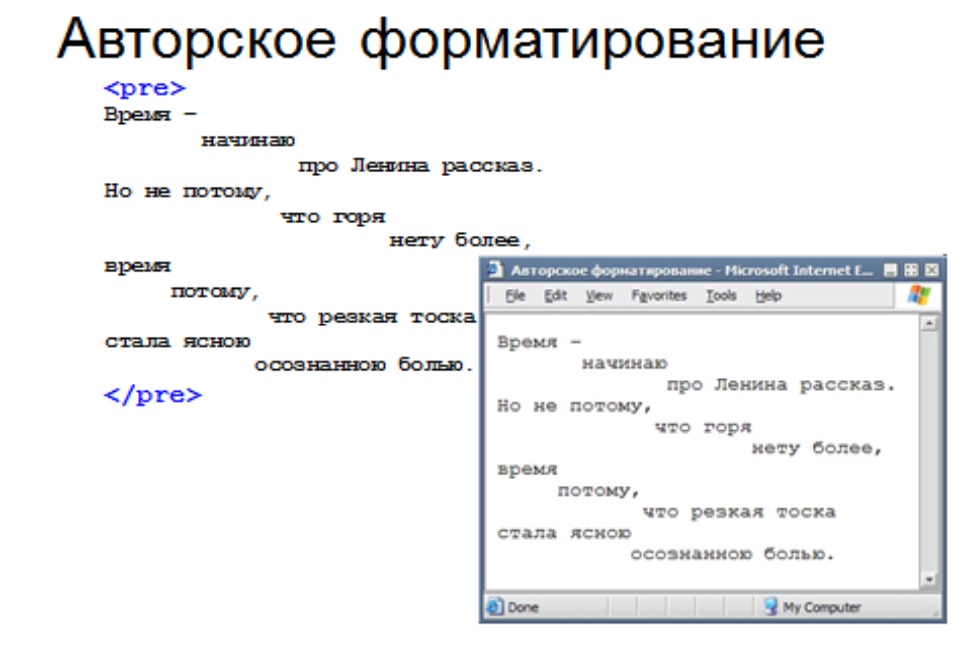 Авторское форматирование
<pre>
Время –
начинаю
про Ленина рассказ.
Но не потому,
что горя
нету более,
время
потому,
что резкая тоска
стала ясною
осознанною болью.
</pre>
Авторское форматирование - Microsoft Internet E...
File Edit View Favorites Tools Help
Время –
начинаю
про Ленина рассказ.
Но не потому,
что горя
нету более,
время
потому,
что резкая тоска
стала ясною
осознанною болью.
Done My Computer